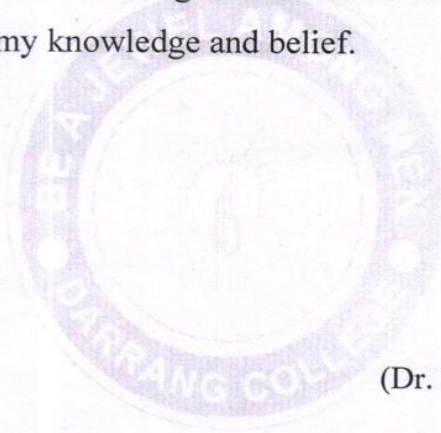 my knowledge and belief.
BE A JEWEL AMONG MEN
DARRANG COLLEGE
(Dr.